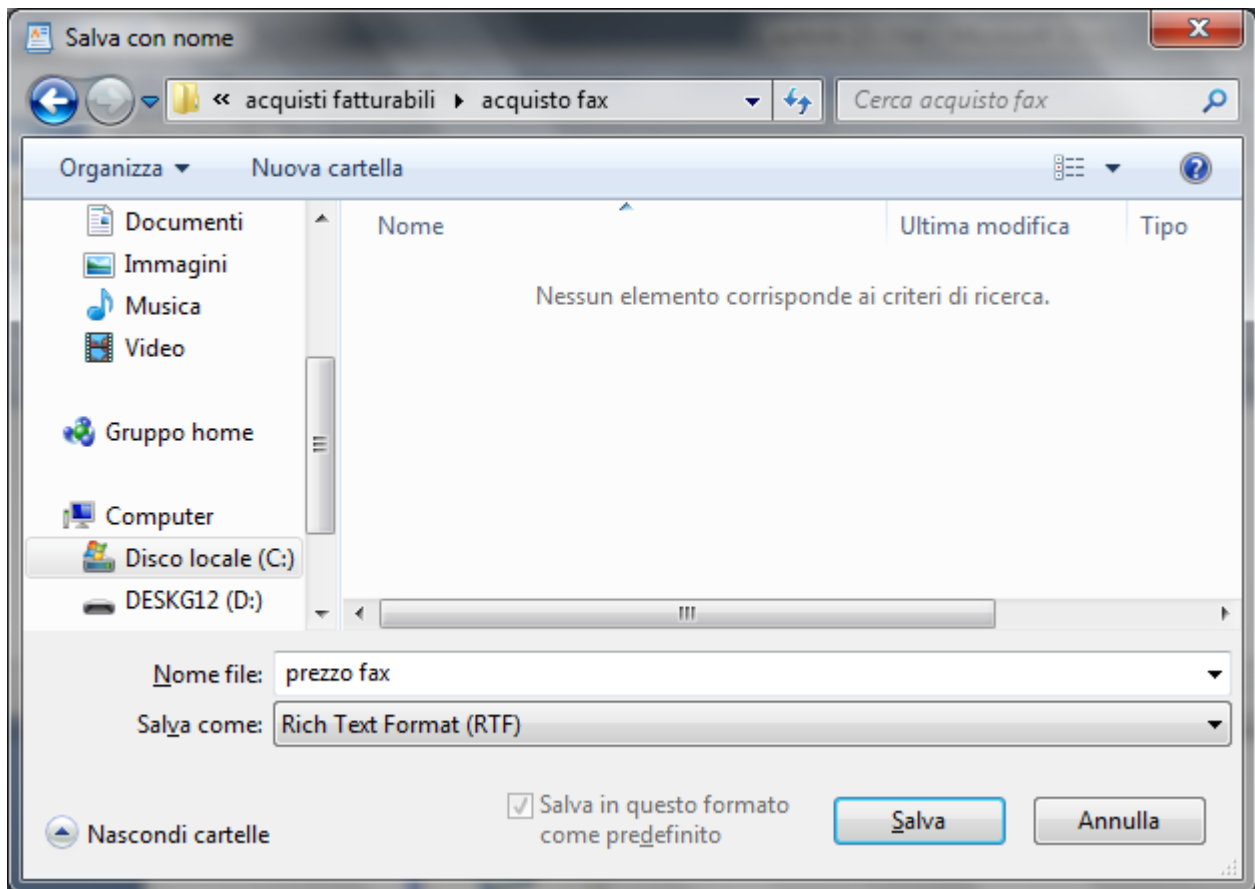 Salva con nome
« acquisti fatturabili ▸ acquisto fax
Cerca acquisto fax
Organizza Nuova cartella
Documenti
Immagini
Musica
Video
Gruppo home
Computer
Disco locale (C:)
DESKG12 (D:)
Nome Ultima modifica Tipo
Nessun elemento corrisponde ai criteri di ricerca.
Nome file: prezzo fax
Salva come: Rich Text Format (RTF)
Salva in questo formato
come predefinito
Salva Annulla
Nascondi cartelle